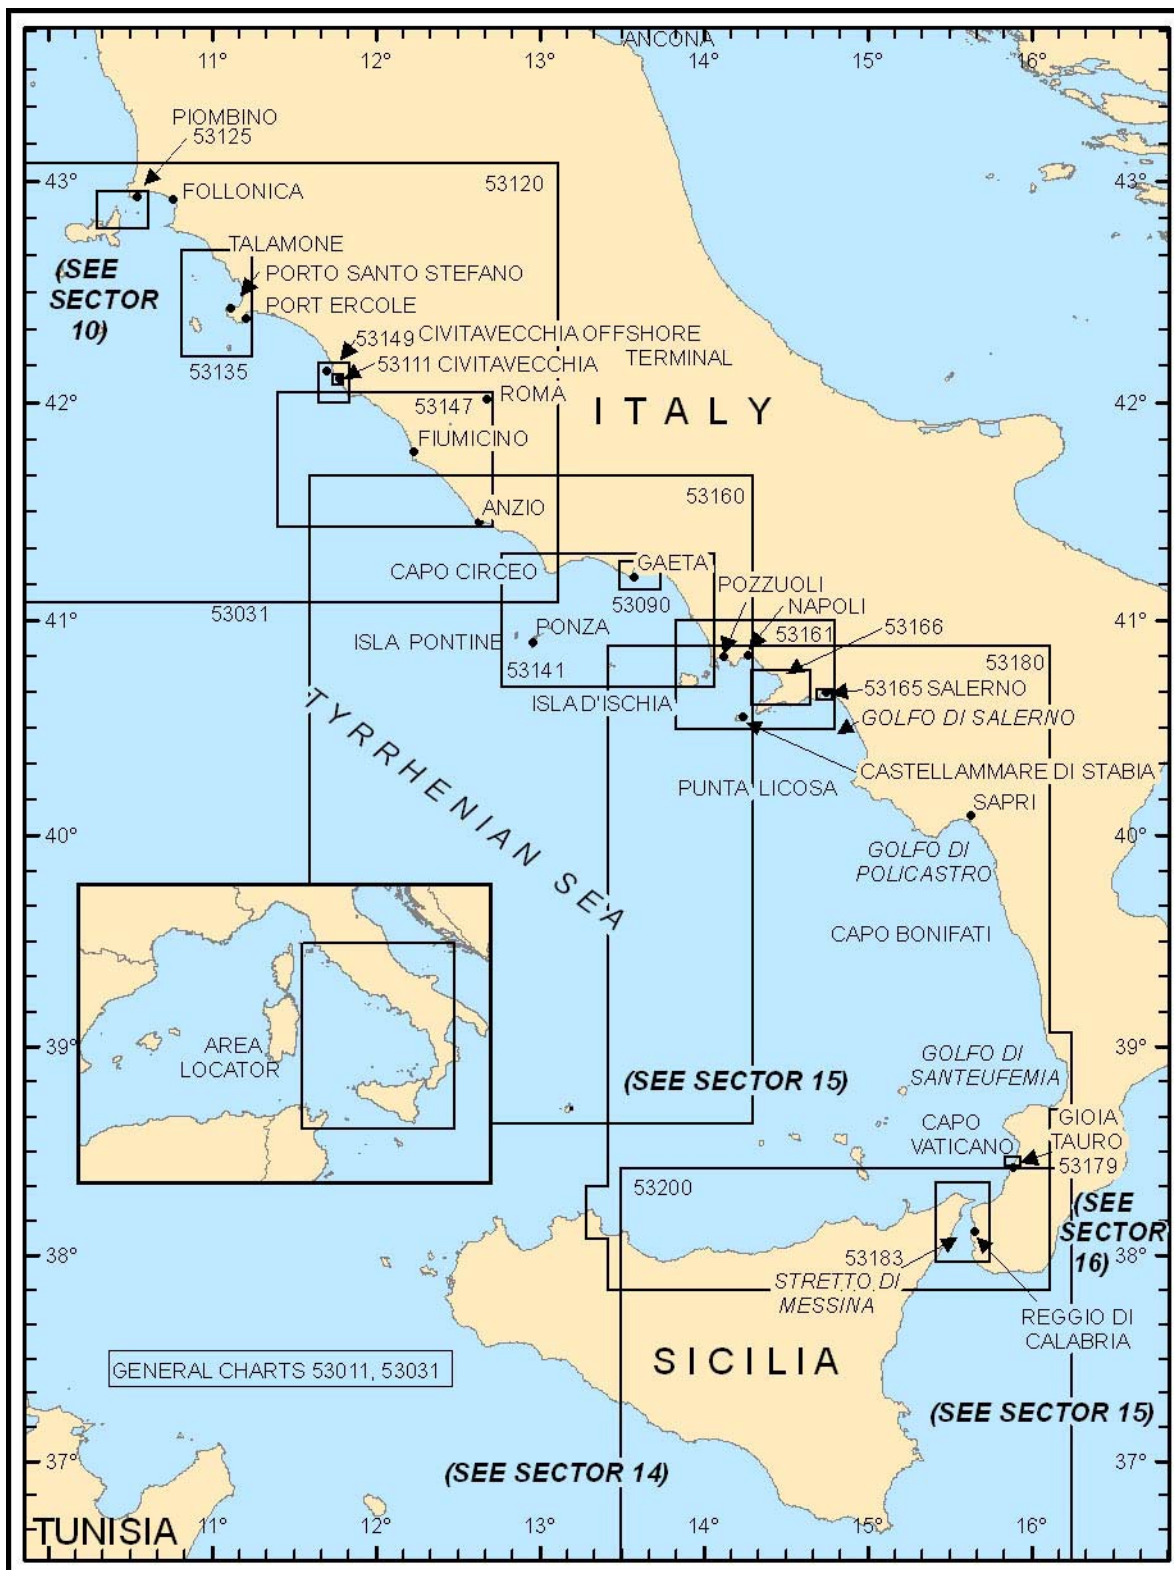 ANCONA
11°
12°
13°
14°
15°
16°
PIOMBINO
53125
43°
53120
43°
FOLLONICA
TALAMONE
(SEE
SECTOR
10)
PORTO SANTO STEFANO
PORT ERCOLE
53149
CIVITAVECCHIA OFFSHORE
TERMINAL
53111 CIVITAVECCHIA
53135
42°
53147
ROMA
ITALY
42°
FIUMICINO
53160
ANZIO
CAPO CIRCEO
GAETA
POZZUOLI
53090
NAPOLI
41°
53031
41°
ISLA PONTINE
PONZA
53161
53166
53141
53180
ISLA D'ISCHIA
53165 SALERNO
GOLFO DI SALERNO
TYRRHENIAN SEA
CASTELLAMMARE DI STABIA
PUNTA LICOSA
SAPRI
40°
40°
GOLFO DI
POLICASTRO
CAPO BONIFATI
AREA
LOCATOR
39°
39°
GOLFO DI
SANTEUFEMIA
(SEE SECTOR 15)
CAPO
VATICANO
GIOIA
TAURO
53179
53200
(SEE
SECTOR
16)
38°
53183
38°
STRETTO DI
MESSINA
REGGIO DI
CALABRIA
SICILIA
GENERAL CHARTS 53011, 53031
(SEE SECTOR 15)
37°
(SEE SECTOR 14)
37°
TUNISIA
11°
12°
13°
14°
15°
16°